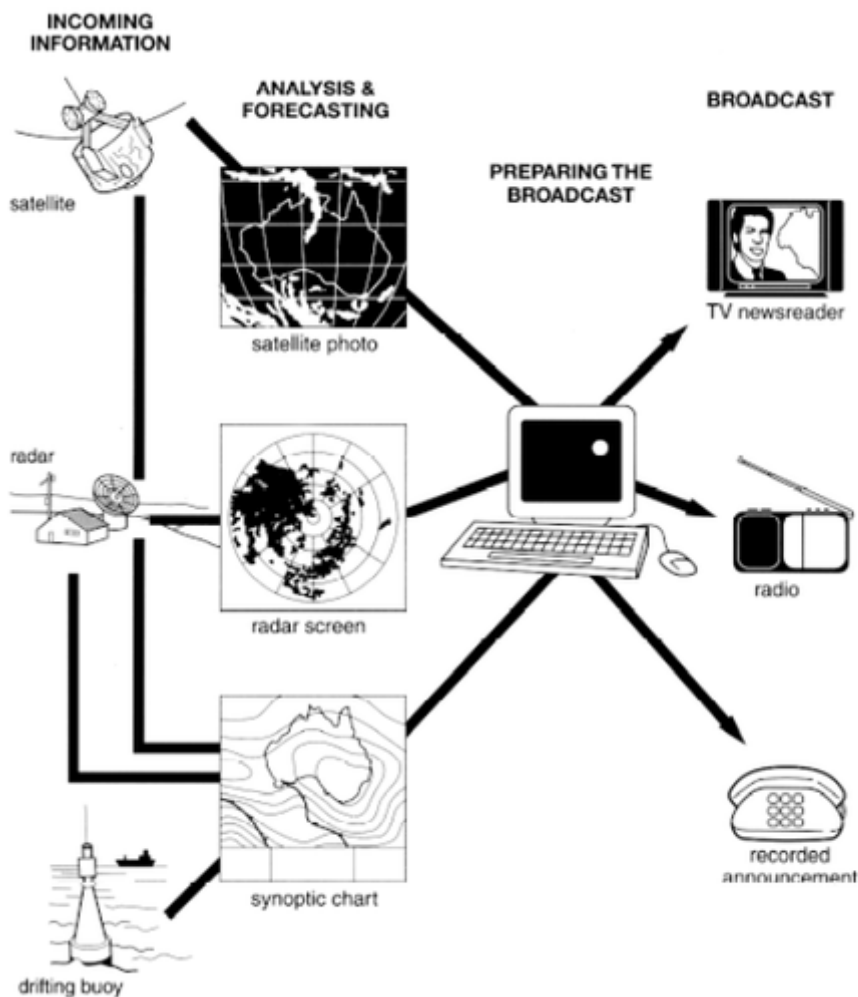 INCOMING
INFORMATION
ANALYSIS &
FORECASTING
PREPARING THE
BROADCAST
BROADCAST
satellite
satellite photo
TV newsreader
radar
radar screen
radio
synoptic chart
recorded
announcement
drifting buoy